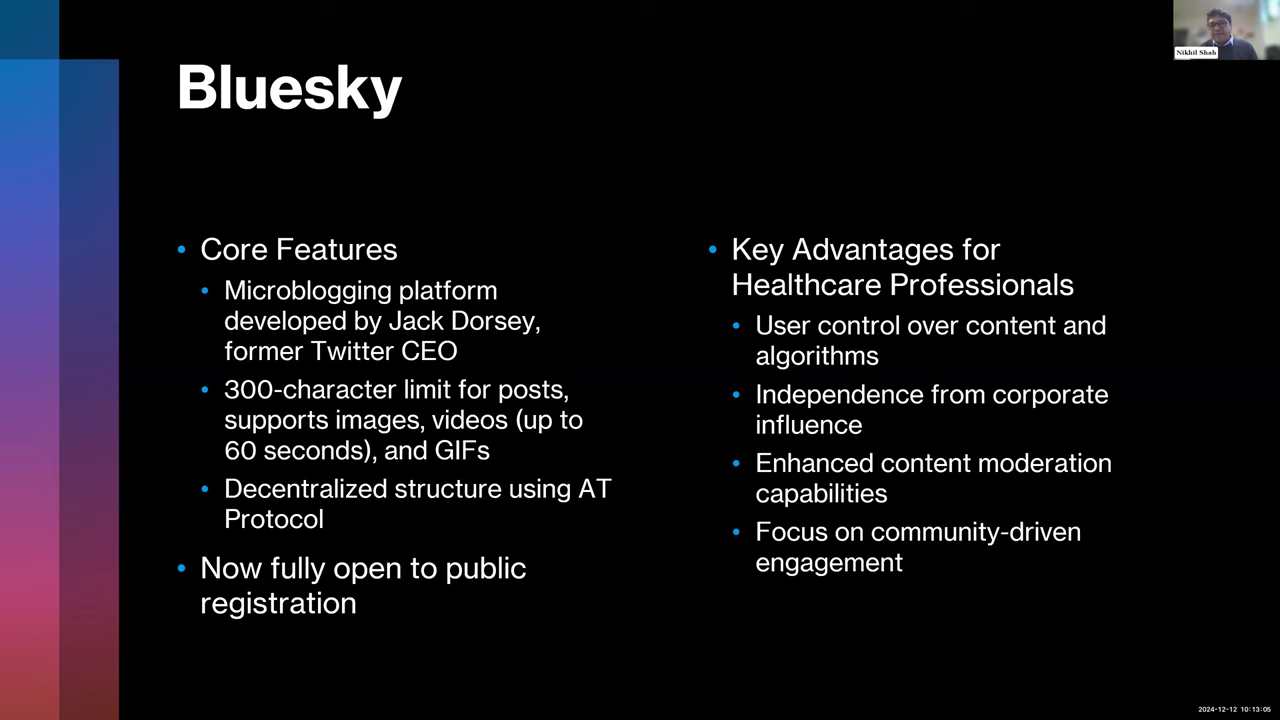 Nikhil Shah
Bluesky
• Core Features
• Microblogging platform
developed by Jack Dorsey,
former Twitter CEO
• 300-character limit for posts,
supports images, videos (up to
60 seconds), and GIFs
• Decentralized structure using AT
Protocol
• Now fully open to public
registration
• Key Advantages for
Healthcare Professionals
• User control over content and
algorithms
• Independence from corporate
influence
• Enhanced content moderation
capabilities
• Focus on community-driven
engagement
2024-12-12 10:13:05